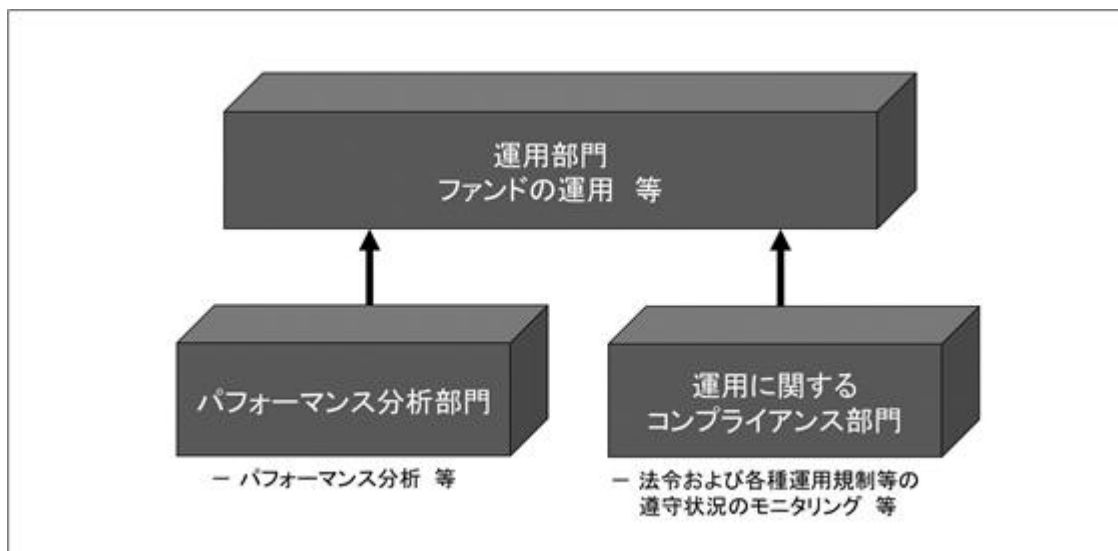 運用部門
ファンドの運用 等
パフォーマンス分析部門
－ パフォーマンス分析 等
運用に関する
コンプライアンス部門
－ 法令および各種運用規制等の
遵守状況のモニタリング 等